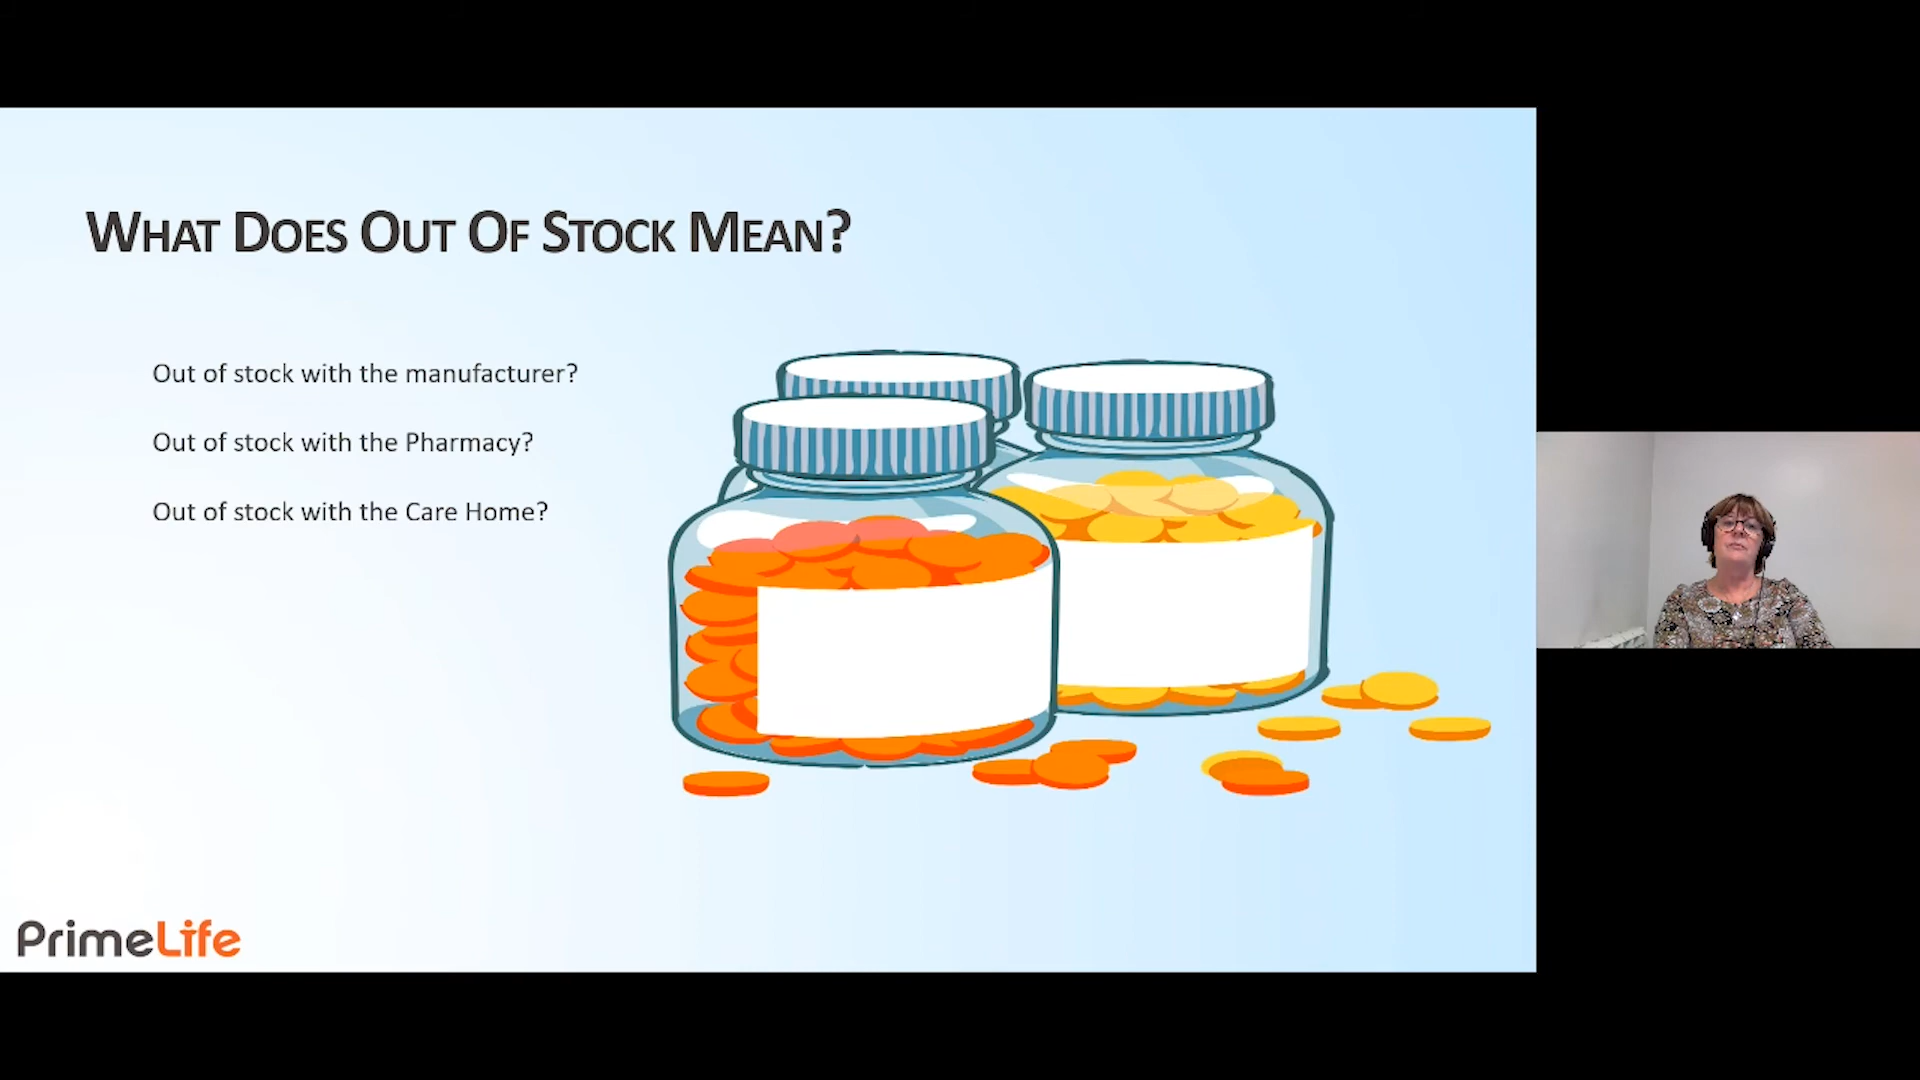 What Does Out Of Stock Mean?
Out of stock with the manufacturer?
Out of stock with the Pharmacy?
Out of stock with the Care Home?
PrimeLife